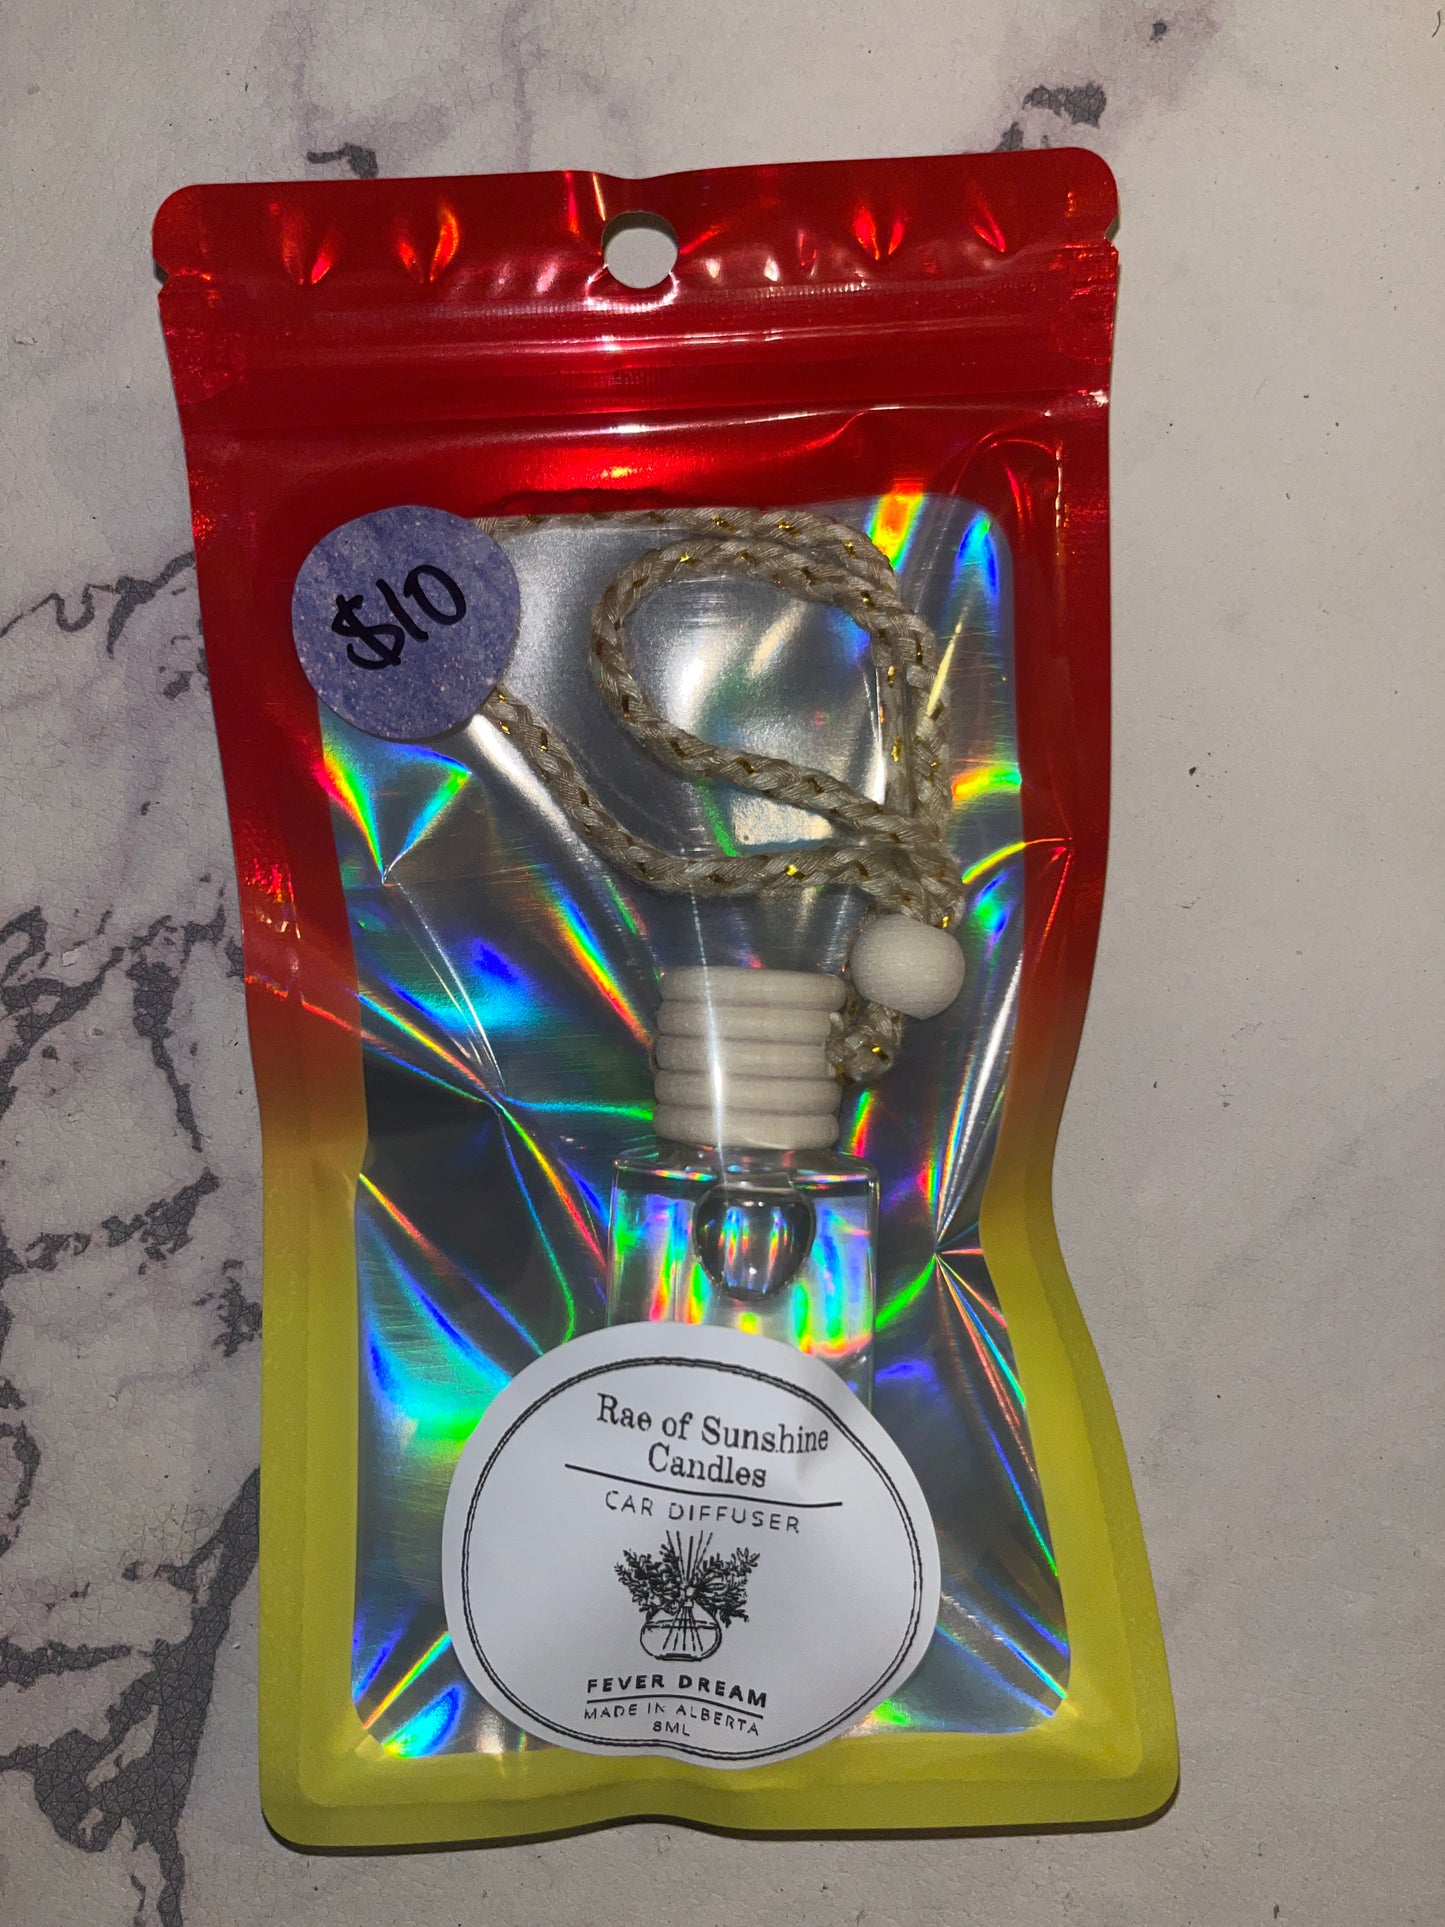 $10
Rae of Sunshine
Candles
CAR DIFFUSER
FEVER DREAM
MADE IN ALBERTA
8ML